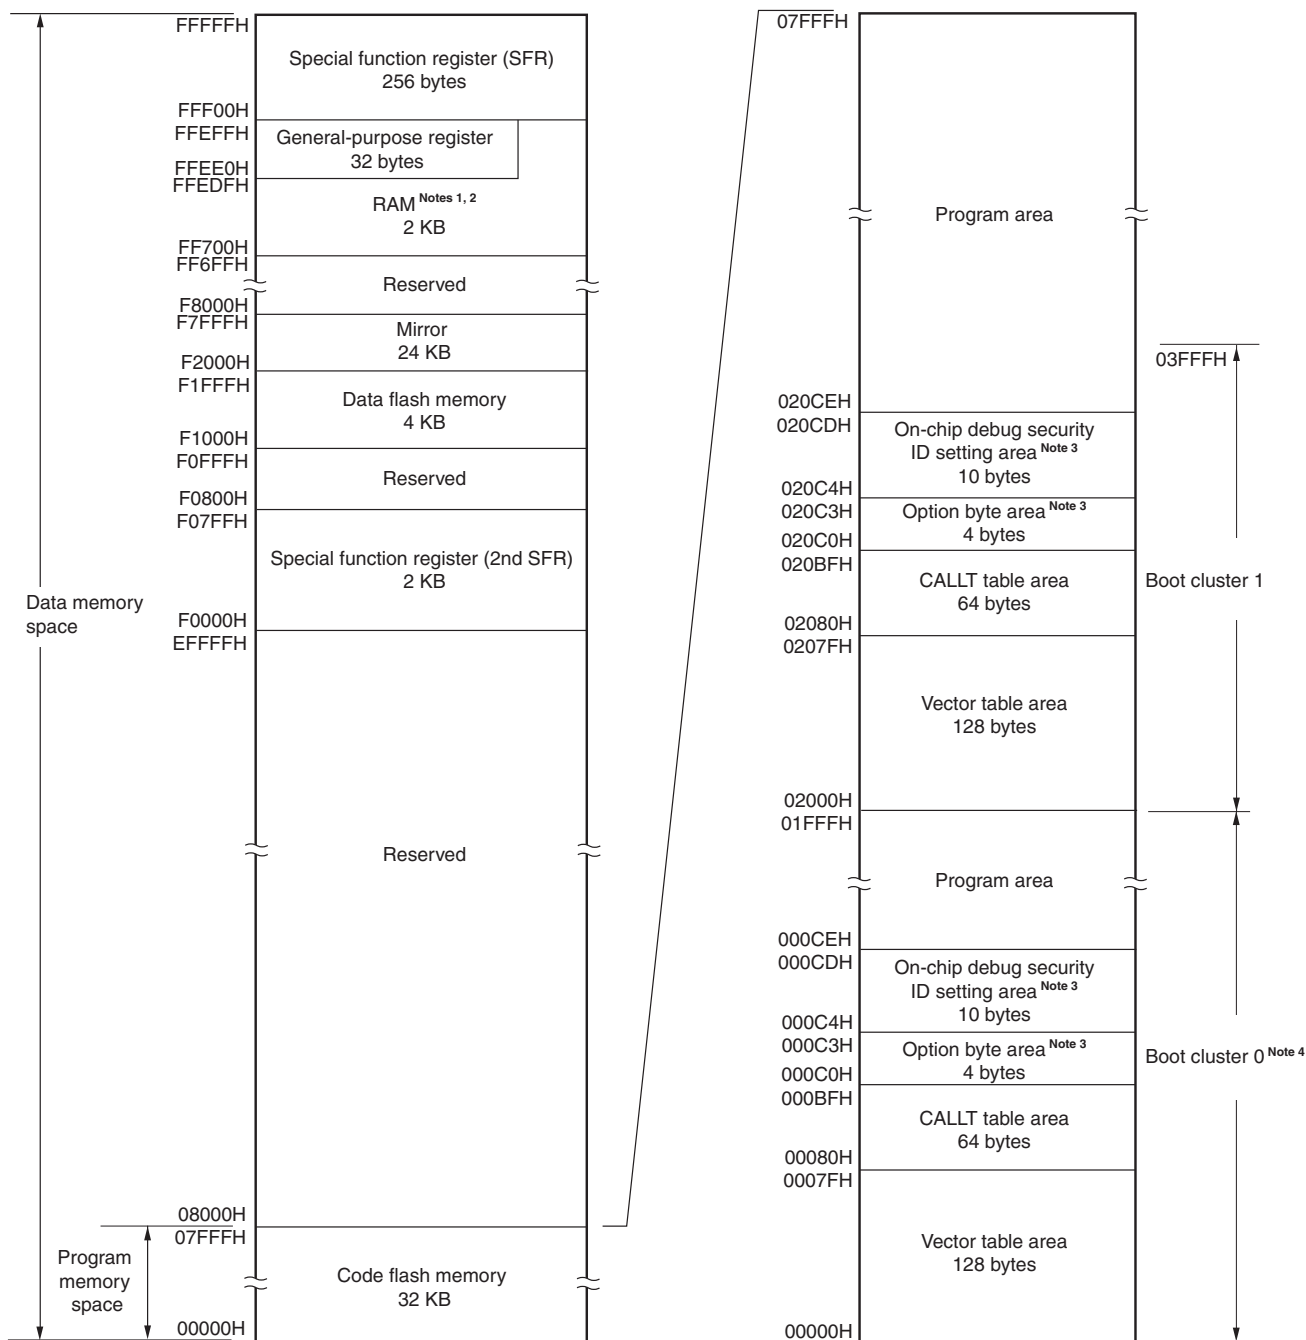 FFFFFH
Special function register (SFR)
256 bytes
FFF00H
FFEFFH
General-purpose register
32 bytes
FFEE0H
FFEDFH
RAM Notes 1, 2
2 KB
FF700H
FF6FFH
Reserved
F8000H
F7FFFH
Mirror
24 KB
F2000H
F1FFFH
Data flash memory
4 KB
F1000H
F0FFFH
Reserved
F0800H
F07FFH
Special function register (2nd SFR)
2 KB
F0000H
EFFFFH
Data memory
space
Reserved
08000H
07FFFH
Program
memory
space
Code flash memory
32 KB
00000H
07FFFH
Program area
03FFFH
020CEH
020CDH
On-chip debug security
ID setting area Note 3
10 bytes
020C4H
020C3H
Option byte area Note 3
4 bytes
020C0H
020BFH
CALLT table area
64 bytes
Boot cluster 1
02080H
0207FH
Vector table area
128 bytes
02000H
01FFFH
Program area
000CEH
000CDH
On-chip debug security
ID setting area Note 3
10 bytes
000C4H
000C3H
Option byte area Note 3
4 bytes
Boot cluster 0 Note 4
000C0H
000BFH
CALLT table area
64 bytes
00080H
0007FH
Vector table area
128 bytes
00000H